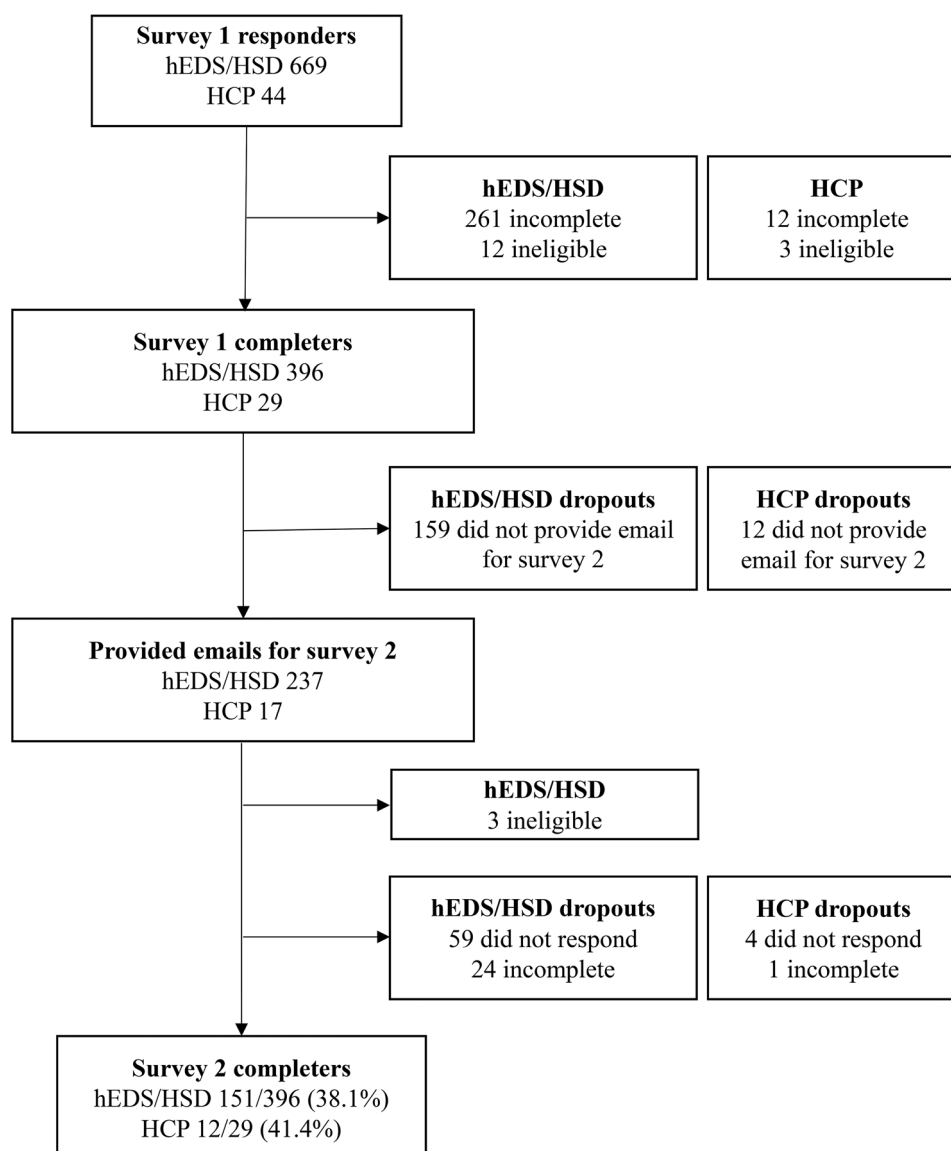 Survey 1 responders
hEDS/HSD 669
HCP 44
hEDS/HSD
261 incomplete
12 ineligible
HCP
12 incomplete
3 ineligible
Survey 1 completers
hEDS/HSD 396
HCP 29
hEDS/HSD dropouts
159 did not provide email
for survey 2
HCP dropouts
12 did not provide
email for survey 2
Provided emails for survey 2
hEDS/HSD 237
HCP 17
hEDS/HSD
3 ineligible
hEDS/HSD dropouts
59 did not respond
24 incomplete
HCP dropouts
4 did not respond
1 incomplete
Survey 2 completers
hEDS/HSD 151/396 (38.1%)
HCP 12/29 (41.4%)